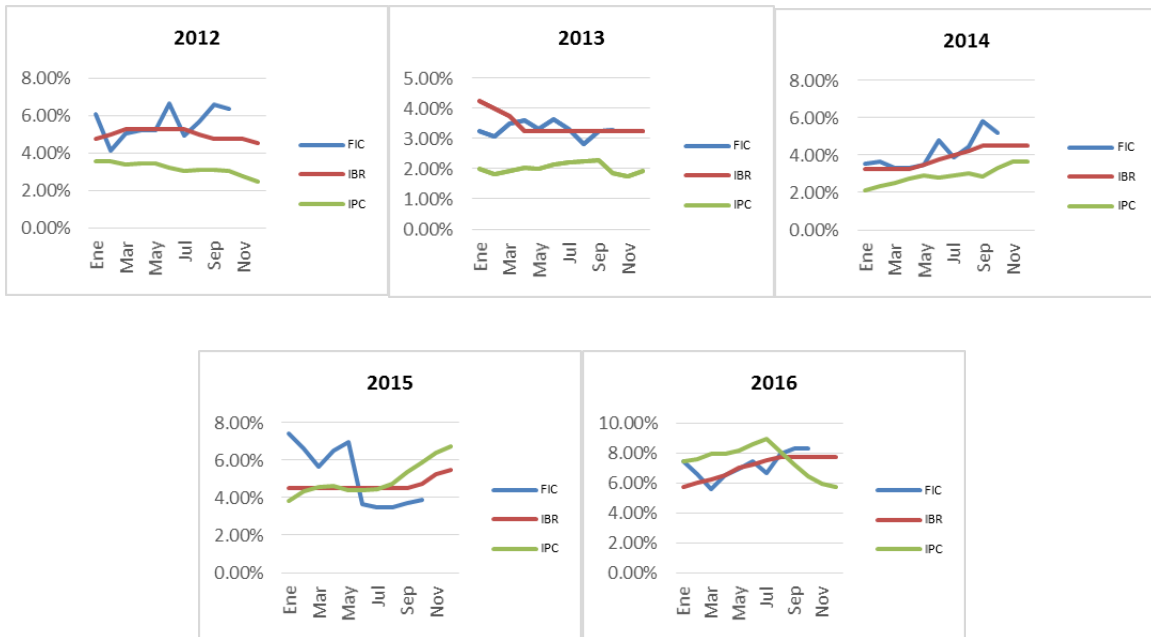 2012
8.00%
6.00%
4.00%
2.00%
0.00%
Ene
Mar
May
Jul
Sep
Nov
FIC
IBR
IPC
2013
5.00%
4.00%
3.00%
2.00%
1.00%
0.00%
Ene
Mar
May
Jul
Sep
Nov
FIC
IBR
IPC
2014
8.00%
6.00%
4.00%
2.00%
0.00%
Ene
Mar
May
Jul
Sep
Nov
FIC
IBR
IPC
2015
8.00%
6.00%
4.00%
2.00%
0.00%
Ene
Mar
May
Jul
Sep
Nov
FIC
IBR
IPC
2016
10.00%
8.00%
6.00%
4.00%
2.00%
0.00%
Ene
Mar
May
Jul
Sep
Nov
FIC
IBR
IPC